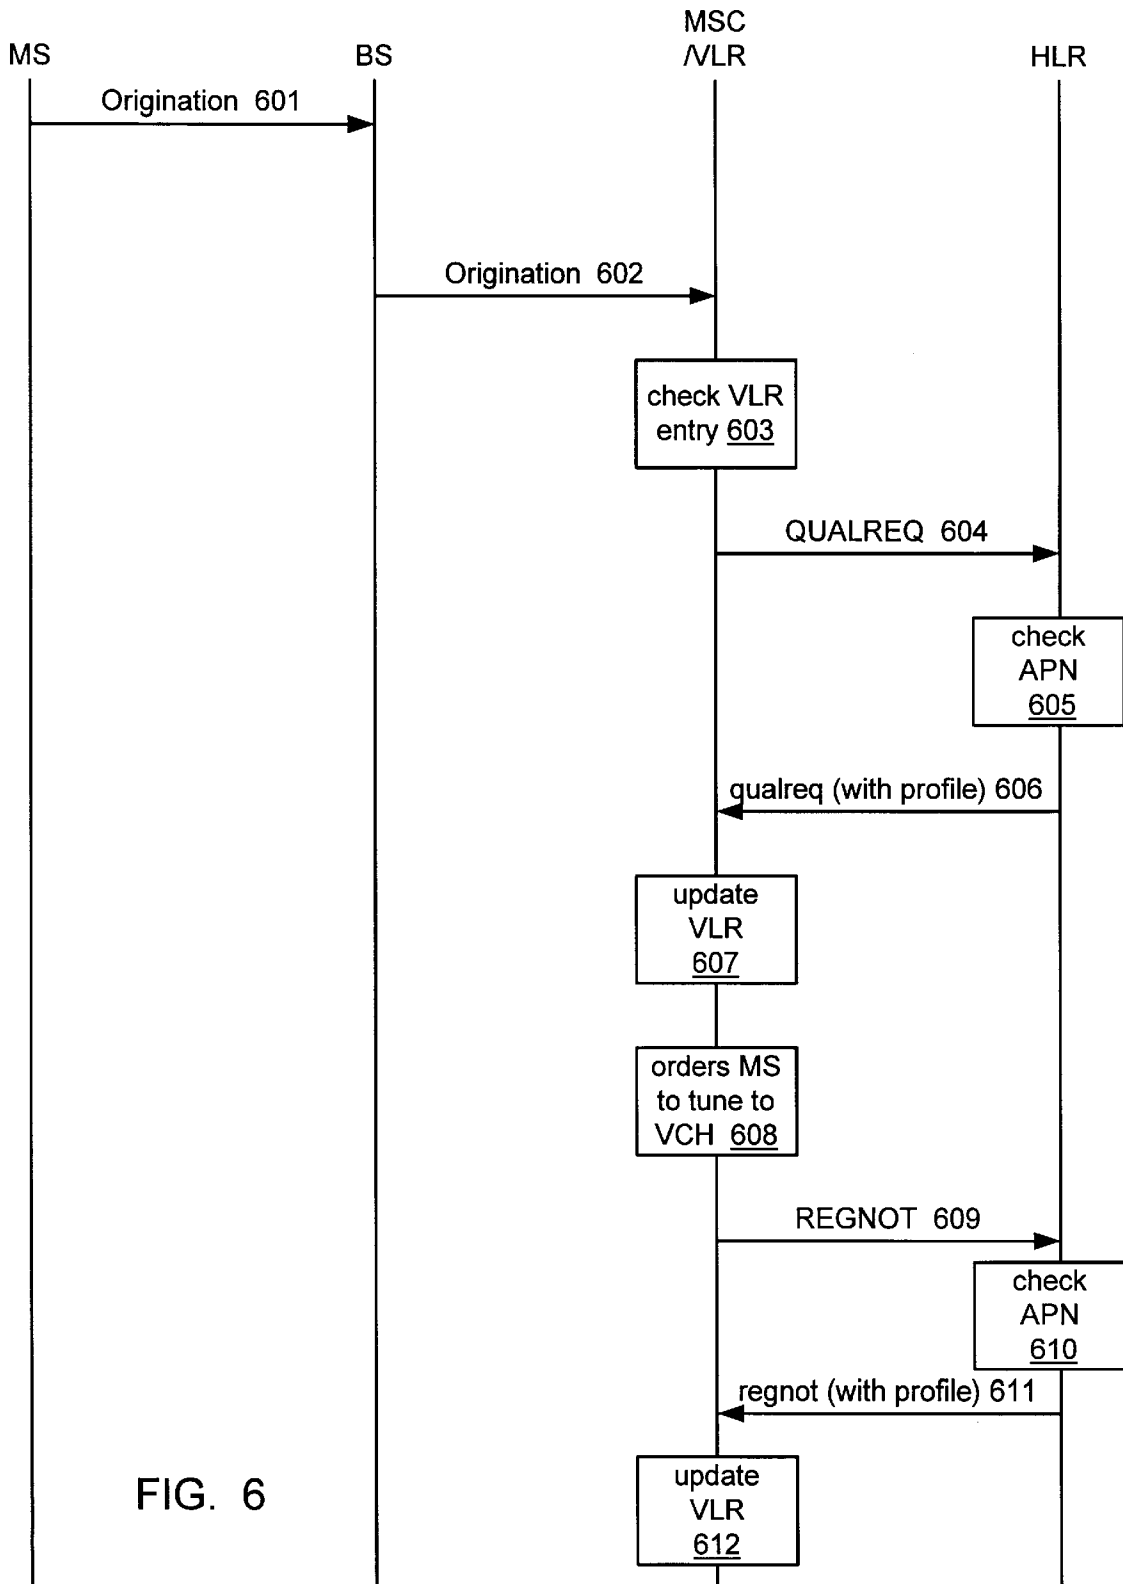 MS
BS
MSC
/VLR
HLR
Origination 601
Origination 602
check VLR
entry 603
QUALREQ 604
check
APN
605
qualreq (with profile) 606
update
VLR
607
orders MS
to tune to
VCH 608
REGNOT 609
check
APN
610
regnot (with profile) 611
update
VLR
612
FIG. 6